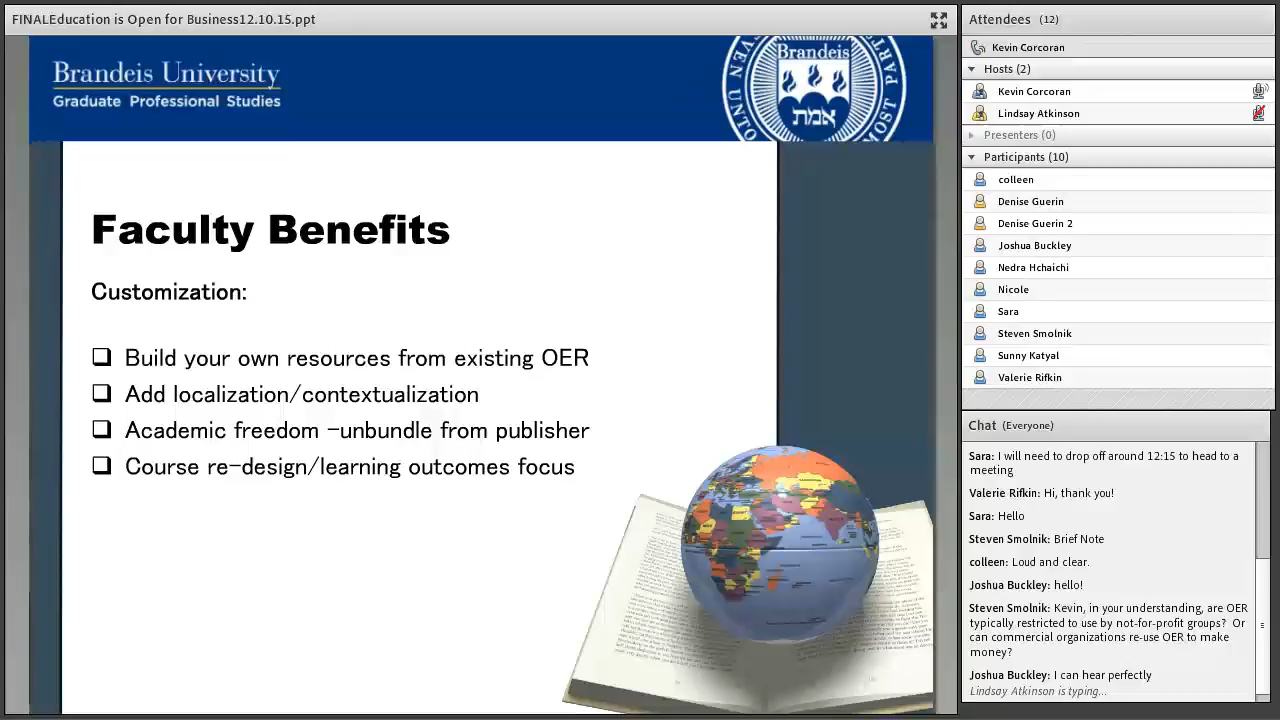 FINALEducation is Open for Business12.10.15.ppt
Brandeis University
Graduate Professional Studies
Brandeis
אמת
Faculty Benefits
Customization:
❑ Build your own resources from existing OER
❑ Add localization/contextualization
❑ Academic freedom -unbundle from publisher
❑ Course re-design/learning outcomes focus
Attendees (12)
Kevin Corcoran
Hosts (2)
Kevin Corcoran
Lindsay Atkinson
Presenters (0)
Participants (10)
colleen
Denise Guerin
Denise Guerin 2
Joshua Buckley
Nedra Hchaichi
Nicole
Sara
Steven Smolnik
Sunny Katyal
Valerie Rifkin
Chat (Everyone)
Sara: I will need to drop off around 12:15 to head to a
meeting
Valerie Rifkin: Hi, thank you!
Sara: Hello
Steven Smolnik: Brief Note
colleen: Loud and clear.
Joshua Buckley: hello
Steven Smolnik: Kevin, in your understanding, are OER
typically restricted to use by not-for-profit groups? Or
can commercial organizations re-use OER to make
money?
Joshua Buckley: I can hear perfectly
Lindsay Atkinson is typing...